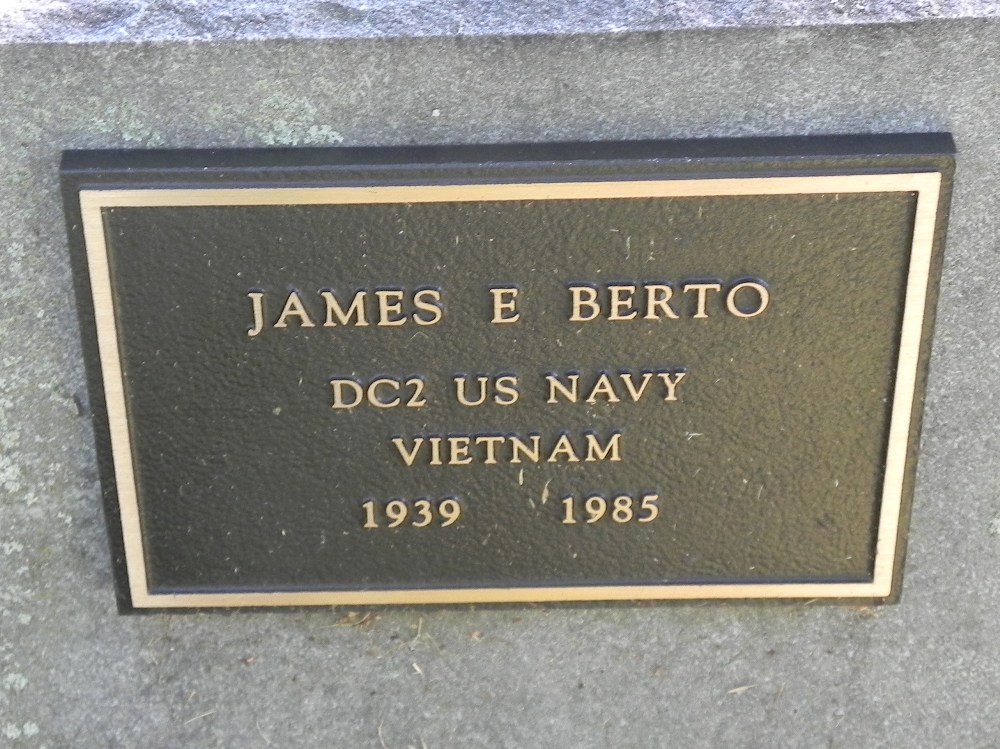 JAMES E BERTO
DC2 US NAVY
VIETNAM
1939 1985